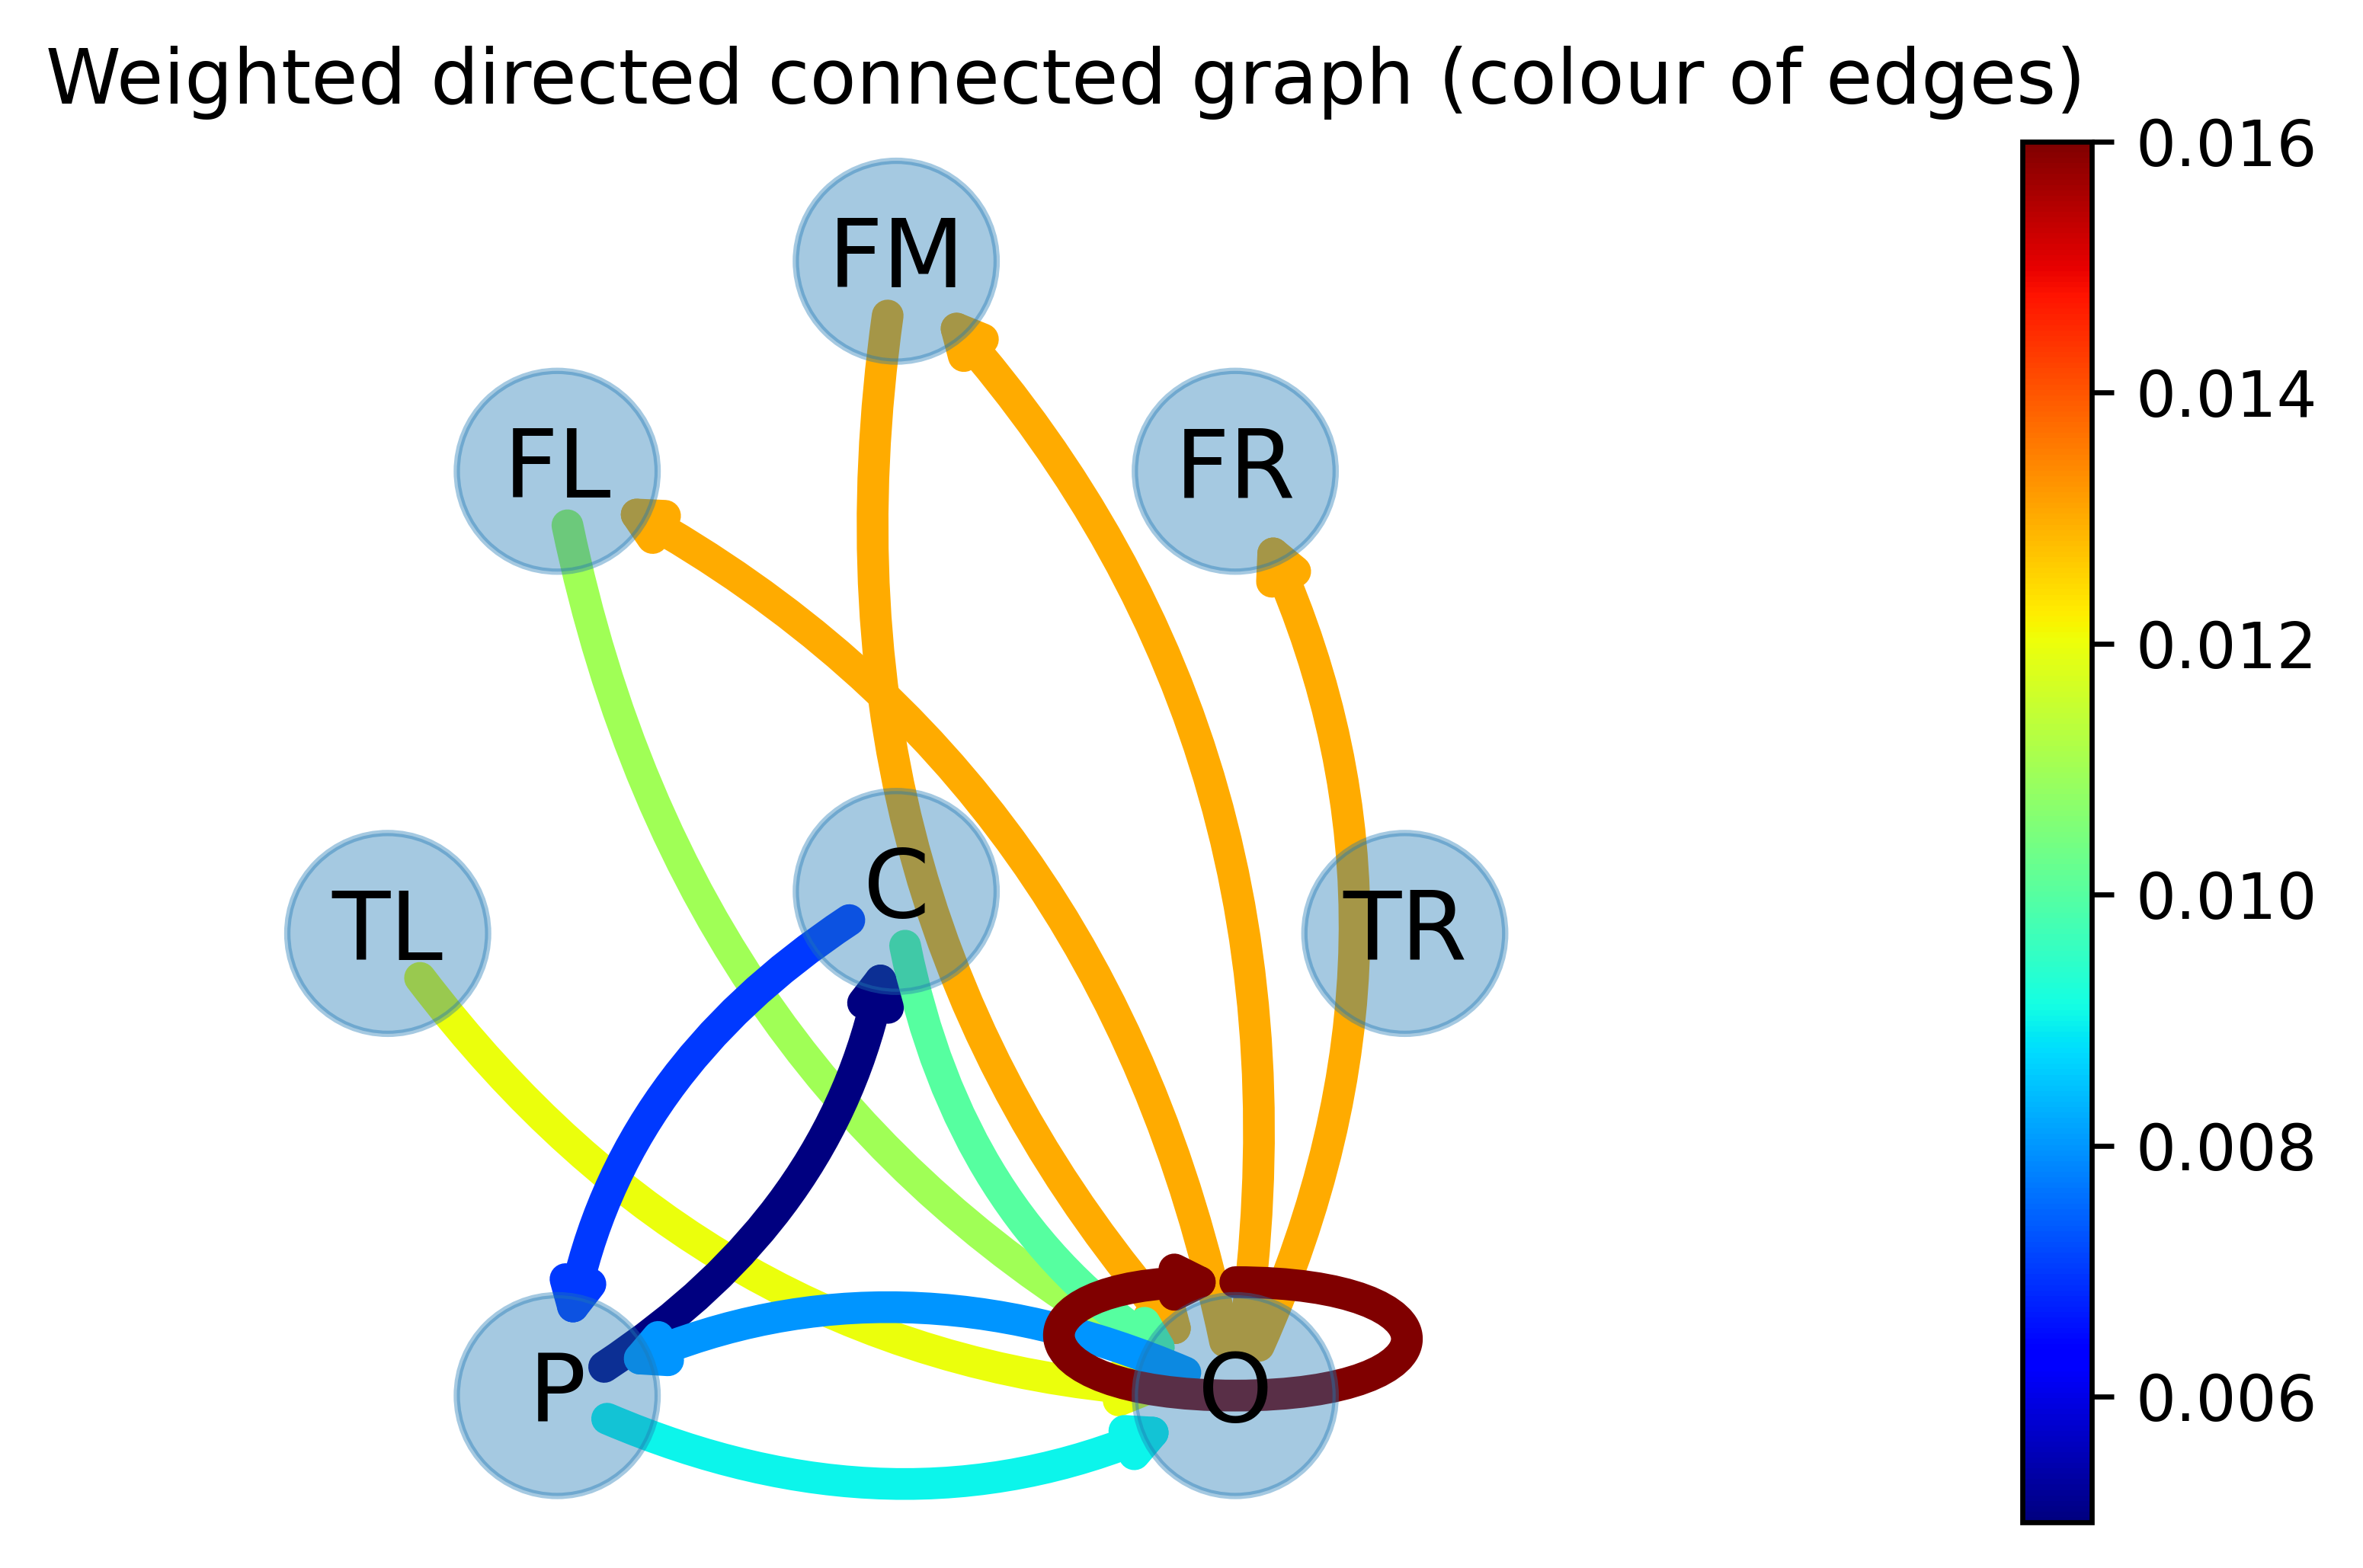 Weighted directed connected graph (colour of edges)
0.016
FM
0.014
FL
FR
0.012
C
0.010
TL
TR
0.008
P
O
0.006